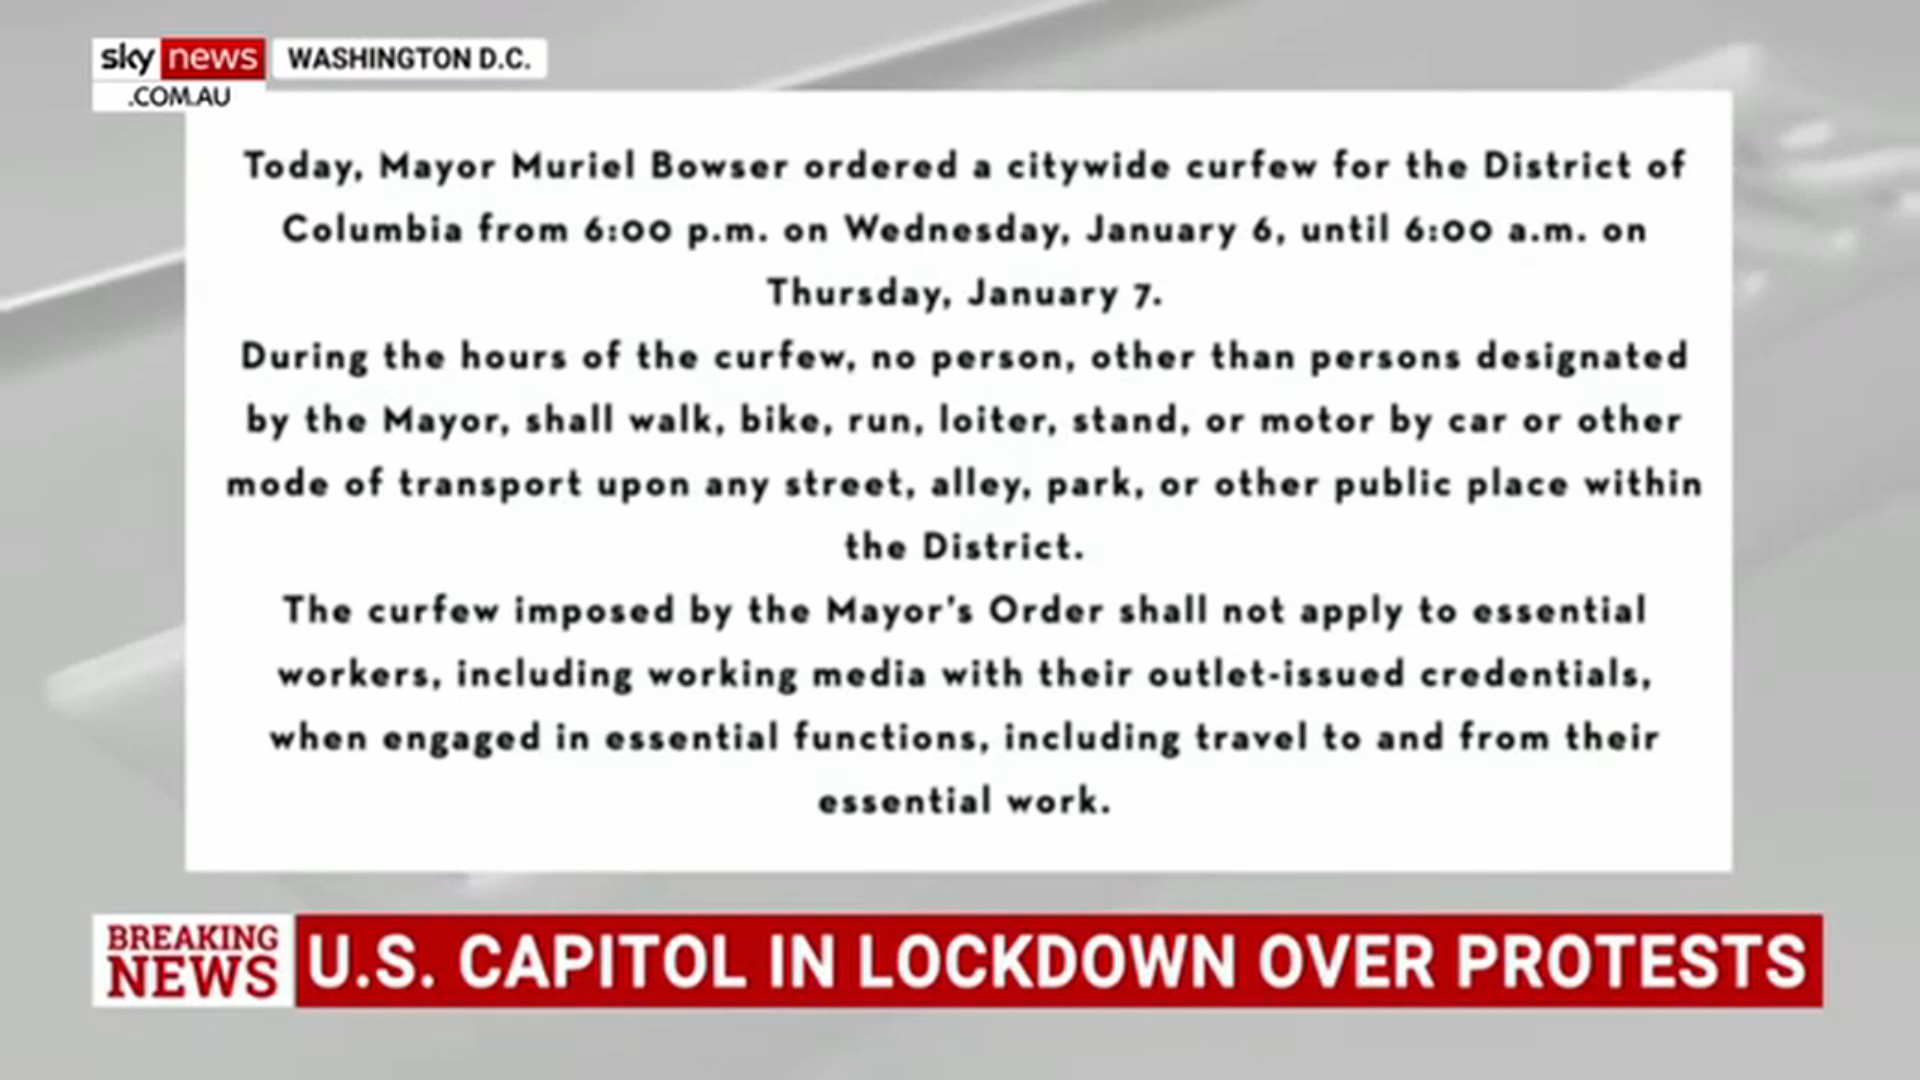 sky news
WASHINGTON D.C.
.COM.AU
Today, Mayor Muriel Bowser ordered a citywide curfew for the District of
Columbia from 6:00 p.m. on Wednesday, January 6, until 6:00 a.m. on
Thursday, January 7.
During the hours of the curfew, no person, other than persons designated
by the Mayor, shall walk, bike, run, loiter, stand, or motor by car or other
mode of transport upon any street, alley, park, or other public place within
the District.
The curfew imposed by the Mayor's Order shall not apply to essential
workers, including working media with their outlet-issued credentials,
when engaged in essential functions, including travel to and from their
essential work.
BREAKING
NEWS
U.S. CAPITOL IN LOCKDOWN OVER PROTESTS